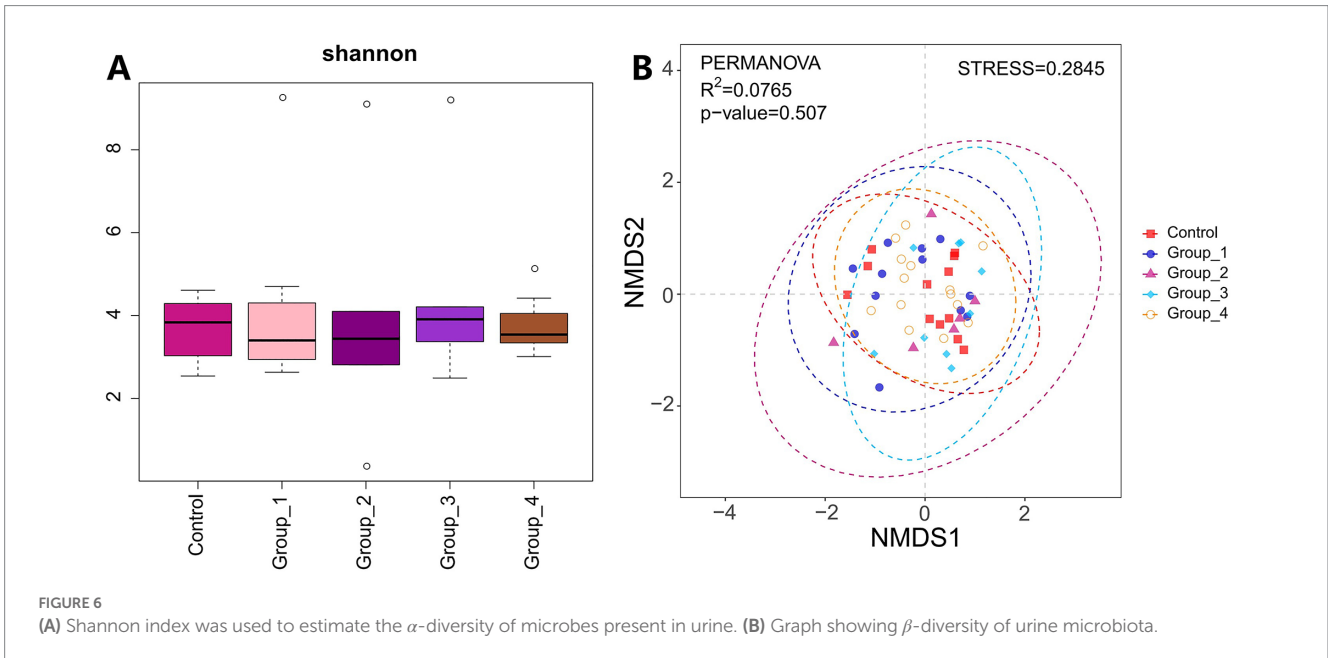 A
shannon
8
6
4
2
Control
Group_1
Group_2
Group_3
Group_4
B
PERMANOVA
R²=0.0765
p−value=0.507
STRESS=0.2845
NMDS2
4
2
0
−2
−4
−2
0
2
NMDS1
Control
Group_1
Group_2
Group_3
Group_4
FIGURE 6
(A) Shannon index was used to estimate the α-diversity of microbes present in urine. (B) Graph showing β-diversity of urine microbiota.